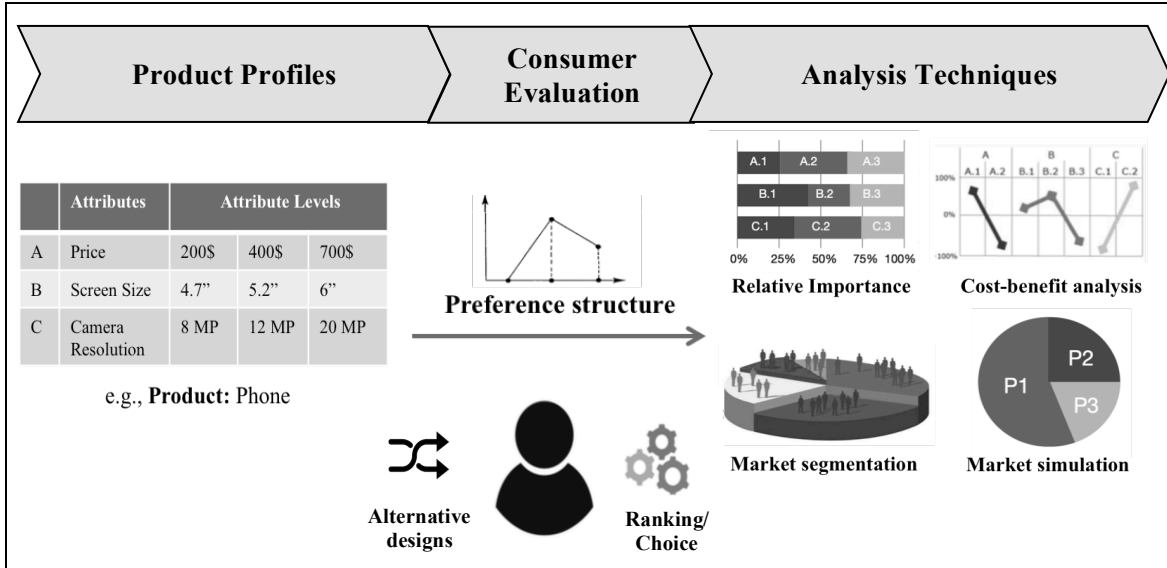 Product Profiles
Consumer
Evaluation
Analysis Techniques
Attributes Attribute Levels
A Price 200$ 400$ 700$
B Screen Size 4.7” 5.2” 6”
C Camera
Resolution 8 MP 12 MP 20 MP
e.g., Product: Phone
Preference structure
Alternative
designs
Ranking/
Choice
A.1 A.2 A.3
B.1 B.2 B.3
C.1 C.2 C.3
0% 25% 50% 75% 100%
Relative Importance
A B C
A.1 A.2 B.1 B.2 B.3 C.1 C.2
100%
0%
-100%
Cost-benefit analysis
Market segmentation
P1 P2
P3
Market simulation